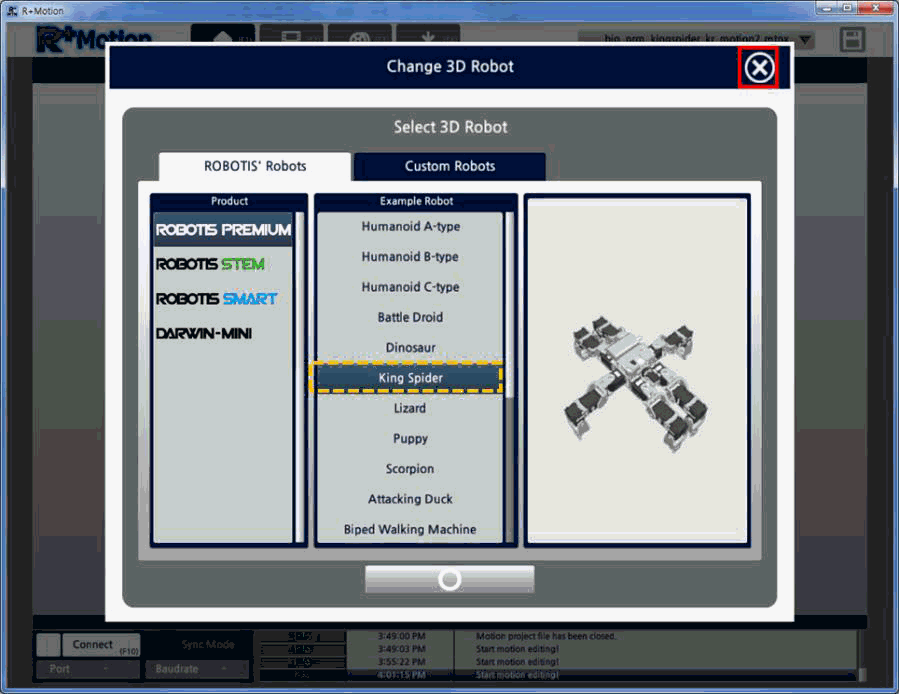 R+Motion
R+Motion
bio_prm_kingspider_kr_motion2.mtnx
Change 3D Robot
Select 3D Robot
ROBOTIS' Robots
Custom Robots
Product
Example Robot
ROBOTIS PREMIUM
ROBOTIS STEM
ROBOTIS SMART
DARWIN-MINI
Humanoid A-type
Humanoid B-type
Humanoid C-type
Battle Droid
Dinosaur
King Spider
Lizard
Puppy
Scorpion
Attacking Duck
Biped Walking Machine
Connect (F10)
Sync Mode
Port
Baudrate
3:49:00 PM Motion project file has been closed.
3:49:03 PM Start motion editing!
3:55:22 PM Start motion editing!
4:01:15 PM Start motion editing!